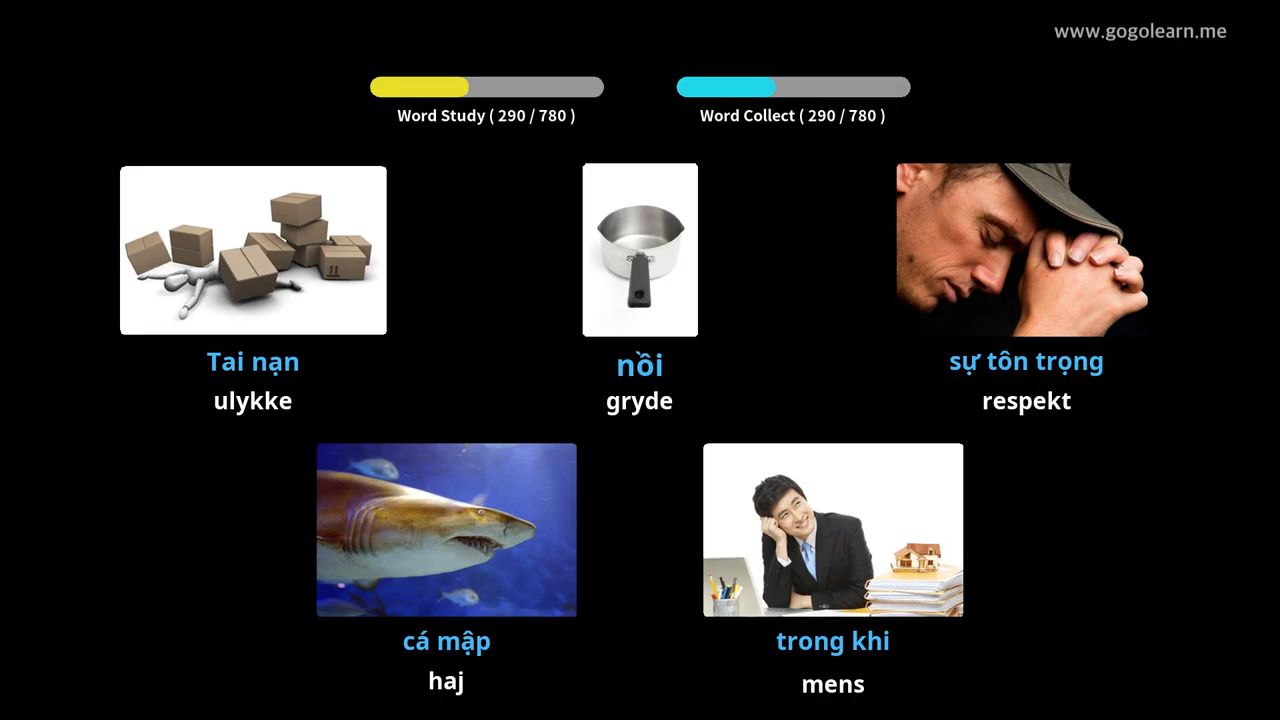 www.gogolearn.me
Word Study ( 290 / 780 )
Word Collect ( 290 / 780 )
Tai nạn
ulykke
nồi
gryde
sự tôn trọng
respekt
cá mập
haj
trong khi
mens